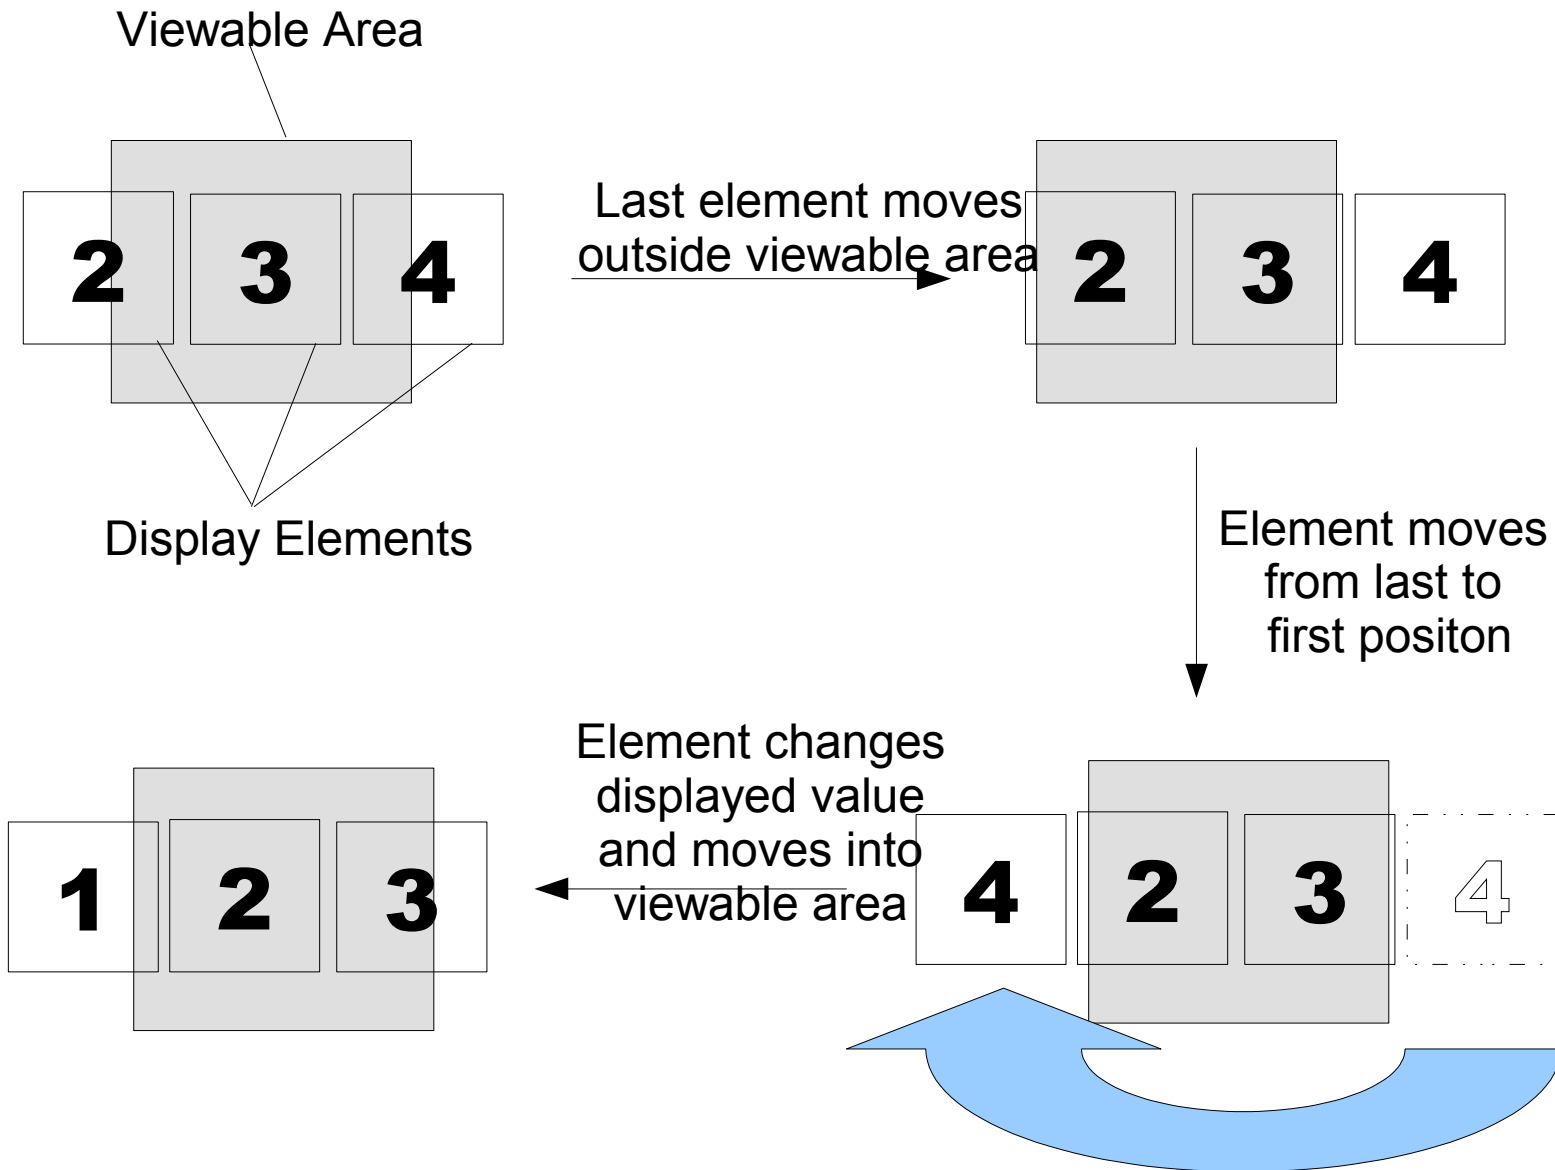 Viewable Area
2 3 4
Display Elements
Last element moves
outside viewable area
2 3 4
Element moves
from last to
first positon
4 2 3 4
Element changes
displayed value
and moves into
viewable area
1 2 3